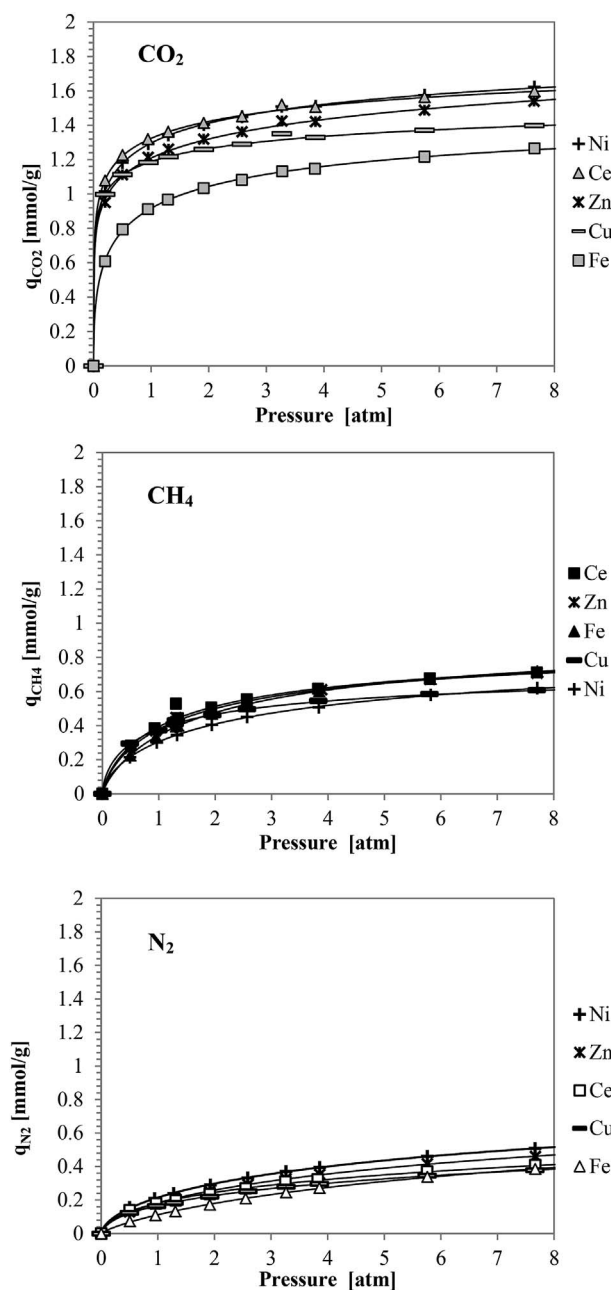 CO₂
2
1.8
1.6
1.4
1.2
1
0.8
0.6
0.4
0.2
0
q_CO2 [mmol/g]
0 1 2 3 4 5 6 7 8
Pressure [atm]
Ni
Ce
Zn
Cu
Fe
CH₄
2
1.8
1.6
1.4
1.2
1
0.8
0.6
0.4
0.2
0
q_CH4 [mmol/g]
0 1 2 3 4 5 6 7 8
Pressure [atm]
Ce
Zn
Fe
Cu
Ni
N₂
2
1.8
1.6
1.4
1.2
1
0.8
0.6
0.4
0.2
0
q_N2 [mmol/g]
0 1 2 3 4 5 6 7 8
Pressure [atm]
Ni
Zn
Ce
Cu
Fe